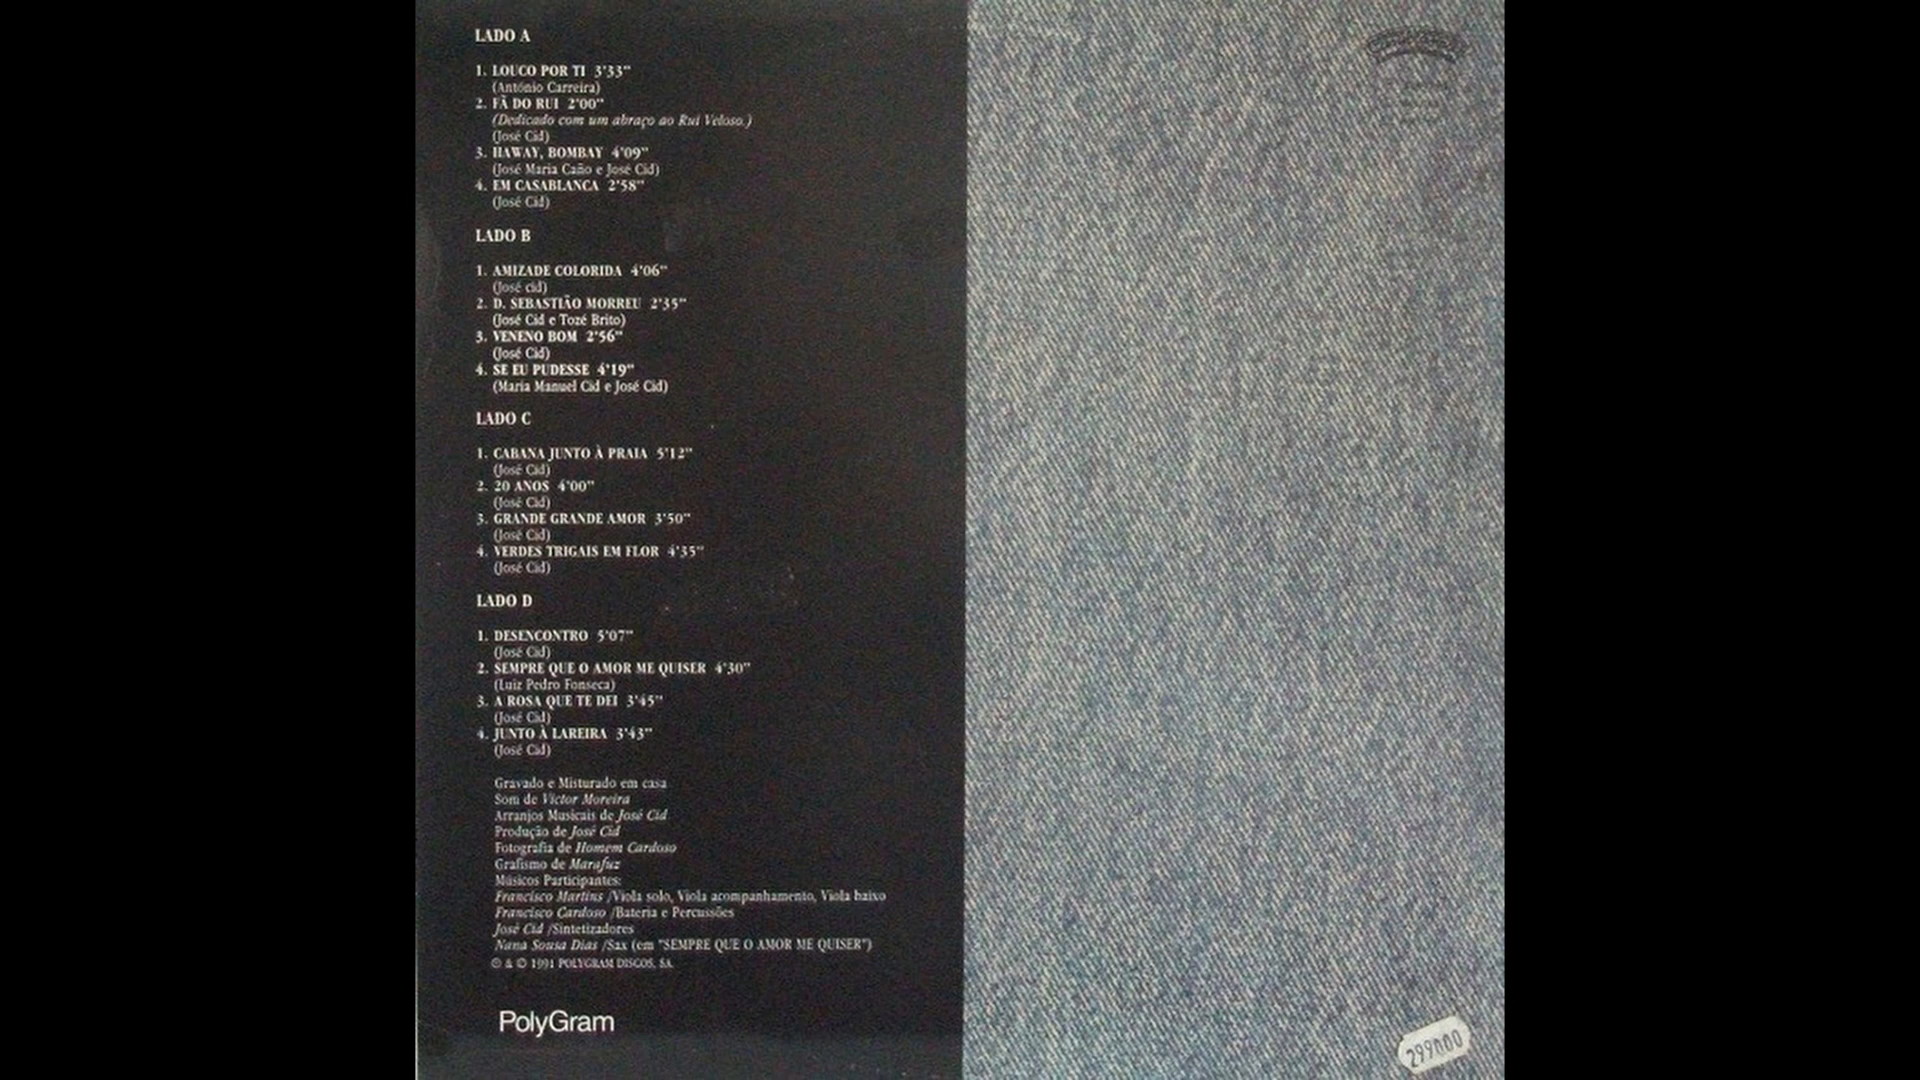 LADO A
1. LOUCO POR TI 3'33"
(António Carreira)
2. FÃ DO RUI 2'00"
(Dedicado com um abraço ao Rui Veloso.)
(José Cid)
3. HAWAY, BOMBAY 4'09"
(José Maria Caño e José Cid)
4. EM CASABLANCA 2'58"
(José Cid)
LADO B
1. AMIZADE COLORIDA 4'06"
(José cid)
2. D. SEBASTIÃO MORREU 2'35"
(José Cid e Tozé Brito)
3. VENENO BOM 2'56"
(José Cid)
4. SE EU PUDESSE 4'19"
(Maria Manuel Cid e José Cid)
LADO C
1. CABANA JUNTO À PRAIA 5'12"
(José Cid)
2. 20 ANOS 4'00"
(José Cid)
3. GRANDE GRANDE AMOR 3'50"
(José Cid)
4. VERDES TRIGAIS EM FLOR 4'35"
(José Cid)
LADO D
1. DESENCONTRO 5'07"
(José Cid)
2. SEMPRE QUE O AMOR ME QUISER 4'30"
(Luiz Pedro Fonseca)
3. A ROSA QUE TE DEI 3'45"
(José Cid)
4. JUNTO À LAREIRA 3'43"
(José Cid)
Gravado e Misturado em casa
Som de Victor Moreira
Arranjos Musicais de José Cid
Produção de José Cid
Fotografia de Homem Cardoso
Grafismo de Marafuz
Músicos Participantes:
Francisco Martins /Viola solo, Viola acompanhamento, Viola baixo
Francisco Cardoso /Bateria e Percussões
José Cid /Sintetizadores
Nana Sousa Dias /Sax (em "SEMPRE QUE O AMOR ME QUISER")
℗ & © 1991 POLYGRAM DISCOS, SA.
PolyGram
299000